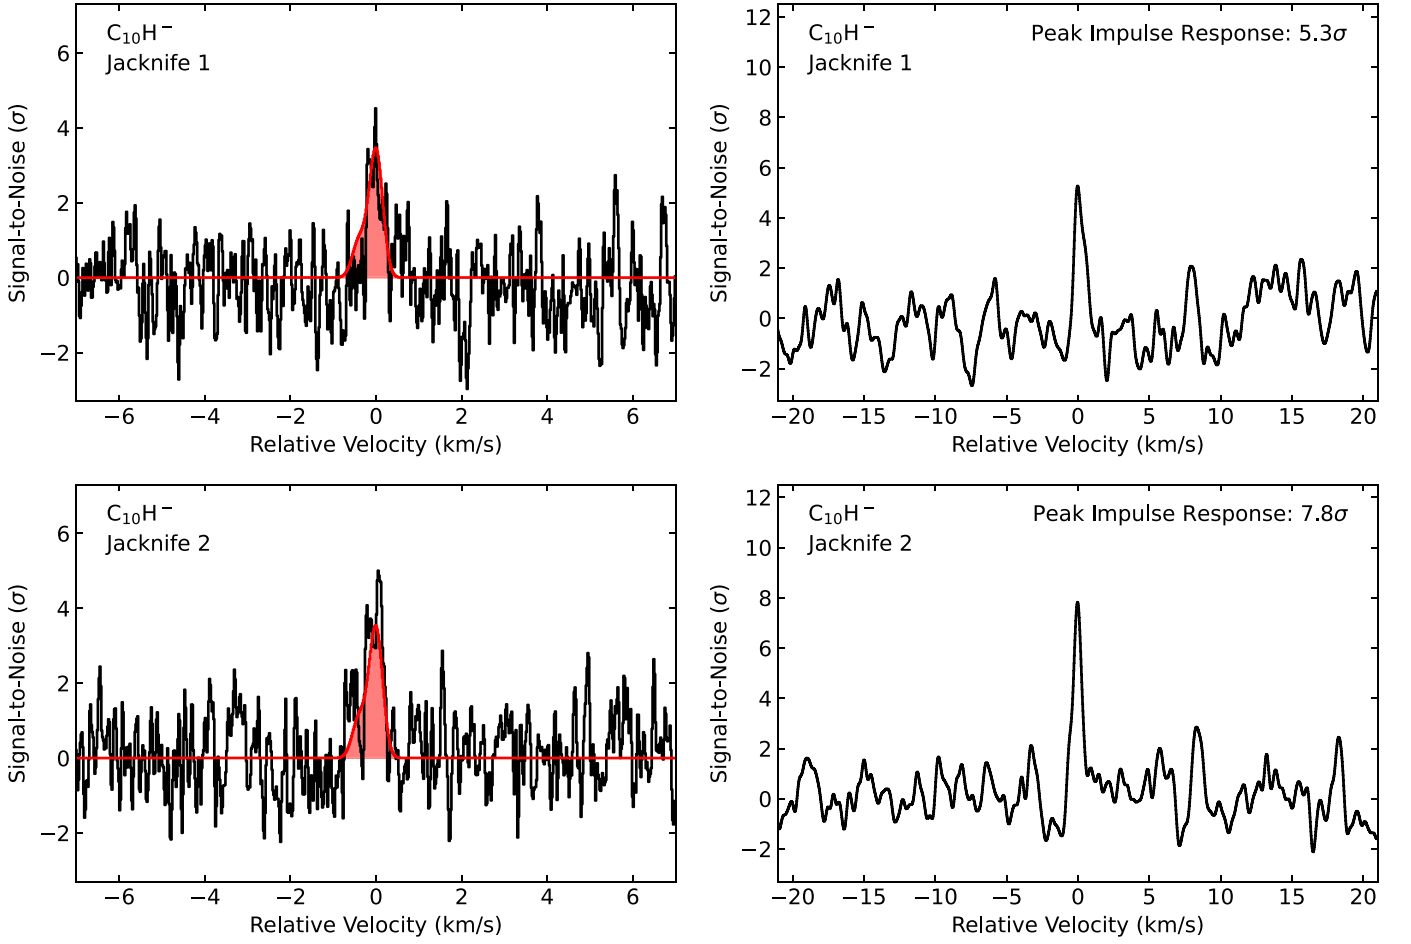 C₁₀H⁻
Jacknife 1
6
4
2
0
−2
Signal-to-Noise (σ)
−6 −4 −2 0 2 4 6
Relative Velocity (km/s)
C₁₀H⁻
Jacknife 1
Peak Impulse Response: 5.3σ
12
10
8
6
4
2
0
−2
Signal-to-Noise (σ)
−20 −15 −10 −5 0 5 10 15 20
Relative Velocity (km/s)
C₁₀H⁻
Jacknife 2
6
4
2
0
−2
Signal-to-Noise (σ)
−6 −4 −2 0 2 4 6
Relative Velocity (km/s)
C₁₀H⁻
Jacknife 2
Peak Impulse Response: 7.8σ
12
10
8
6
4
2
0
−2
Signal-to-Noise (σ)
−20 −15 −10 −5 0 5 10 15 20
Relative Velocity (km/s)